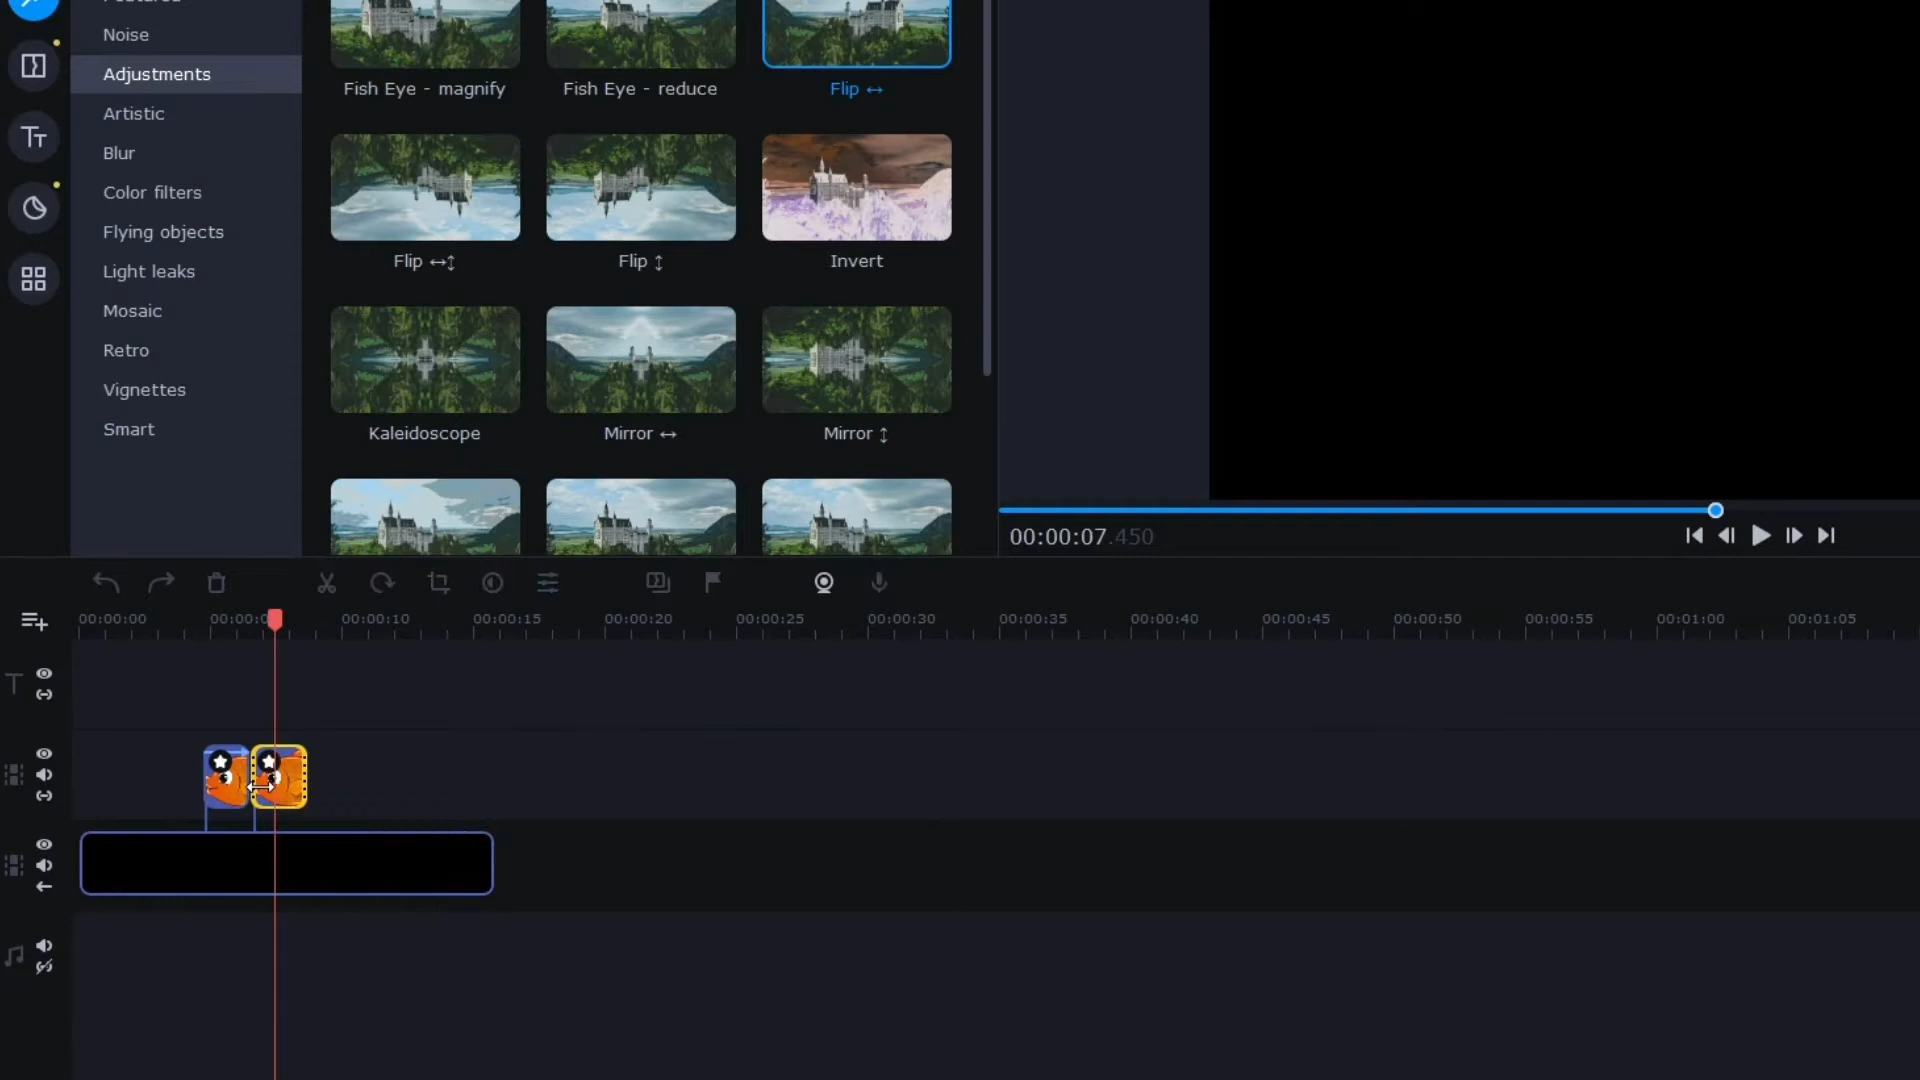 Noise
Adjustments
Artistic
Blur
Color filters
Flying objects
Light leaks
Mosaic
Retro
Vignettes
Smart
Fish Eye - magnify
Fish Eye - reduce
Flip ↔
Flip ↔↕
Flip ↕
Invert
Kaleidoscope
Mirror ↔
Mirror ↕
00:00:07.450
00:00:00
00:00:10
00:00:15
00:00:20
00:00:25
00:00:30
00:00:35
00:00:40
00:00:45
00:00:50
00:00:55
00:01:00
00:01:05